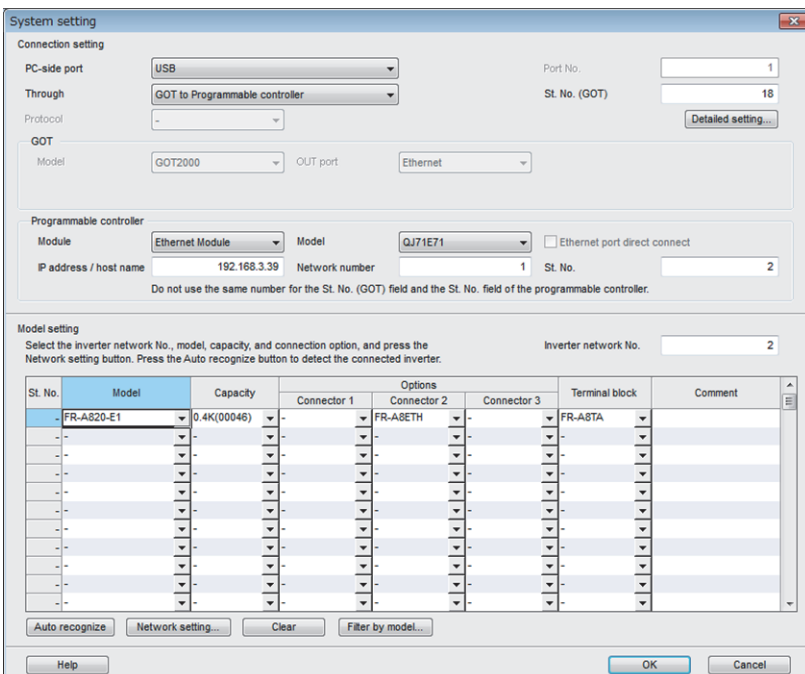 System setting
Connection setting
PC-side port USB Port No. 1
Through GOT to Programmable controller St. No. (GOT) 18
Protocol - Detailed setting...
GOT
Model GOT2000 OUT port Ethernet
Programmable controller
Module Ethernet Module Model QJ71E71 Ethernet port direct connect
IP address / host name 192.168.3.39 Network number 1 St. No. 2
Do not use the same number for the St. No. (GOT) field and the St. No. field of the programmable controller.
Model setting
Select the inverter network No., model, capacity, and connection option, and press the Inverter network No. 2
Network setting button. Press the Auto recognize button to detect the connected inverter.
St. No. Model Capacity Options Terminal block Comment
Connector 1 Connector 2 Connector 3
- FR-A820-E1 0.4K(00046) - FR-A8ETH - FR-A8TA
- - - - - - -
- - - - - - -
- - - - - - -
- - - - - - -
- - - - - - -
- - - - - - -
- - - - - - -
- - - - - - -
- - - - - - -
- - - - - - -
Auto recognize Network setting... Clear Filter by model...
Help OK Cancel